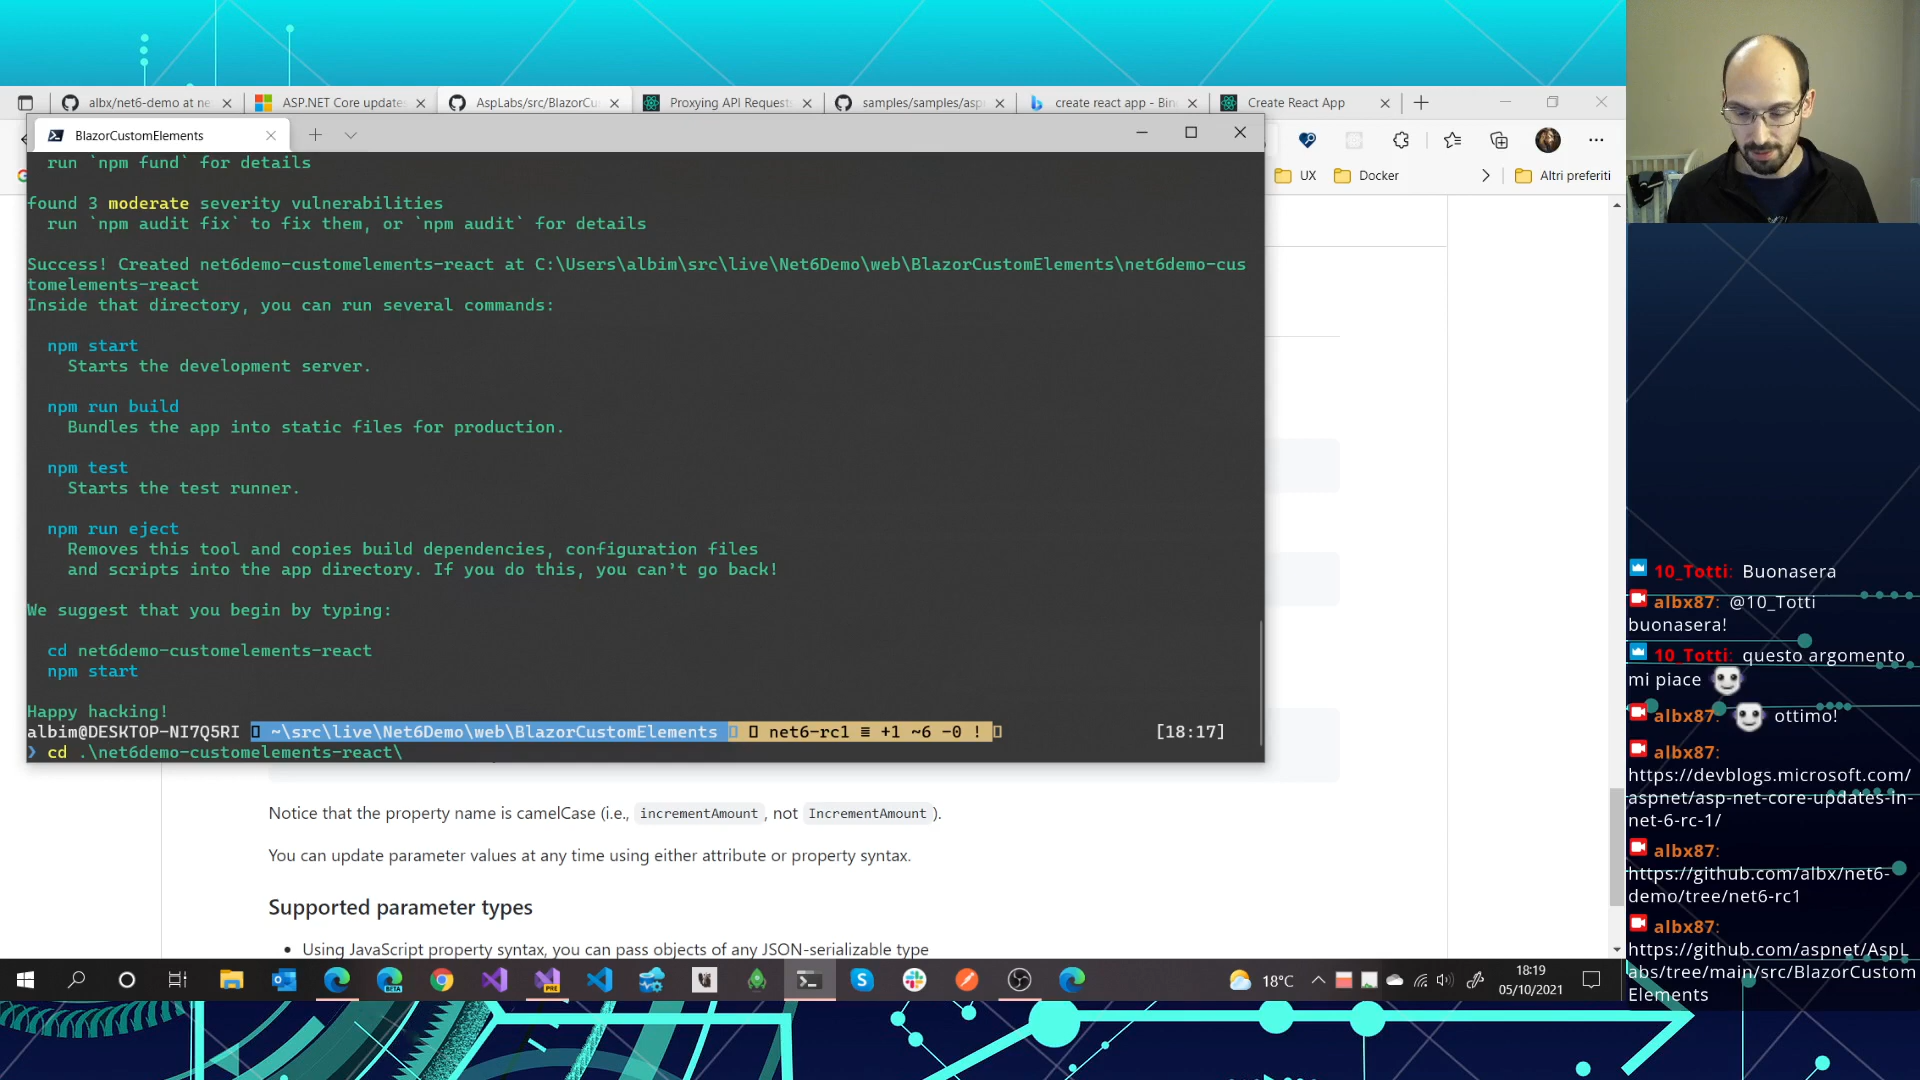 albx/net6-demo at ne
ASP.NET Core update
AspLabs/src/BlazorCu
Proxying API Request
samples/samples/asp
create react app - Bin
Create React App
BlazorCustomElements
UX
Docker
Altri preferiti
run `npm fund` for details
found 3 moderate severity vulnerabilities
run `npm audit fix` to fix them, or `npm audit` for details
Success! Created net6demo-customelements-react at C:\Users\albim\src\live\Net6Demo\web\BlazorCustomElements\net6demo-cus
tomelements-react
Inside that directory, you can run several commands:
npm start
Starts the development server.
npm run build
Bundles the app into static files for production.
npm test
Starts the test runner.
npm run eject
Removes this tool and copies build dependencies, configuration files
and scripts into the app directory. If you do this, you can't go back!
We suggest that you begin by typing:
cd net6demo-customelements-react
npm start
Happy hacking!
albim@DESKTOP-NI7Q5RI ~\src\live\Net6Demo\web\BlazorCustomElements net6-rc1 ≡ +1 ~6 -0 ! [18:17]
❯ cd .\net6demo-customelements-react\
Notice that the property name is camelCase (i.e., incrementAmount, not IncrementAmount).
You can update parameter values at any time using either attribute or property syntax.
Supported parameter types
• Using JavaScript property syntax, you can pass objects of any JSON-serializable type
10_Totti: Buonasera
albx87: @10_Totti
buonasera!
10_Totti: questo argomento
mi piace
albx87: ottimo!
albx87:
https://devblogs.microsoft.com/
aspnet/asp-net-core-updates-in-
net-6-rc-1/
albx87:
https://github.com/albx/net6-
demo/tree/net6-rc1
albx87:
https://github.com/aspnet/AspL
abs/tree/main/src/BlazorCustom
Elements
BETA
PRE
18°C
18:19
05/10/2021